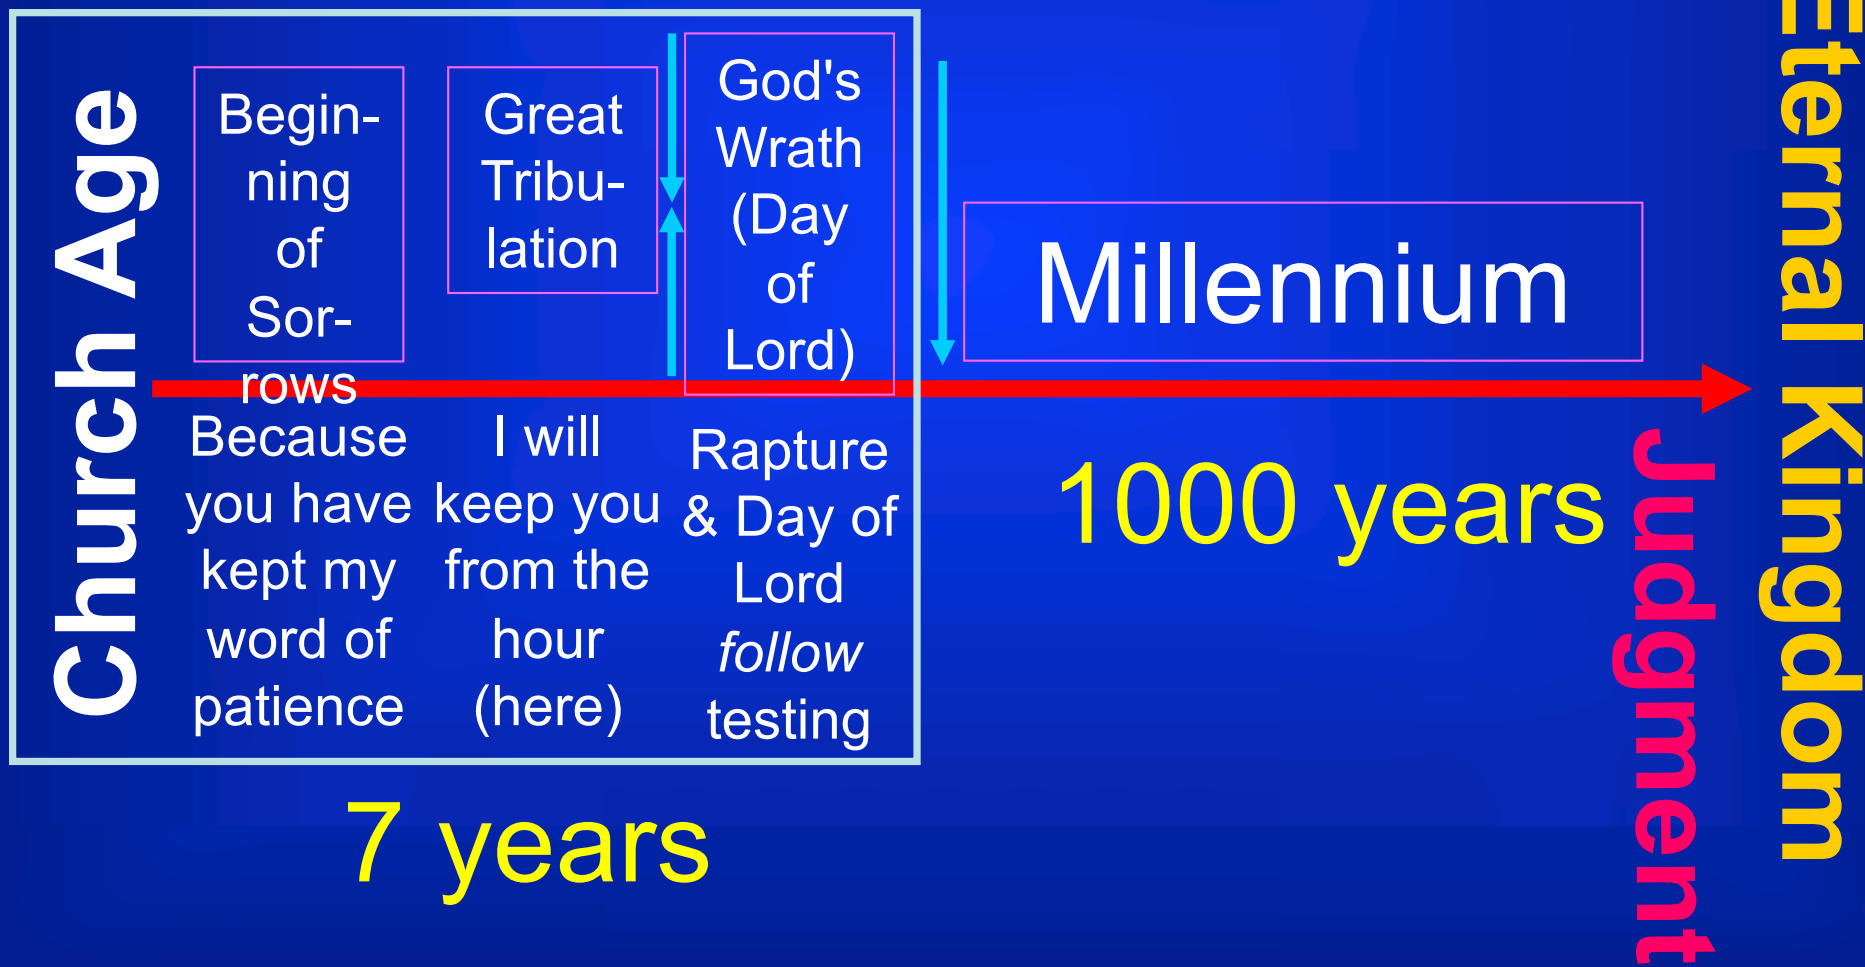 Church Age
Begin-
ning
of
Sor-
rows
Great
Tribu-
lation
God's
Wrath
(Day
of
Lord)
Millennium
Because
you have
kept my
word of
patience
I will
keep you
from the
hour
(here)
Rapture
& Day of
Lord
follow
testing
1000 years
7 years
Judgment
Eternal Kingdom